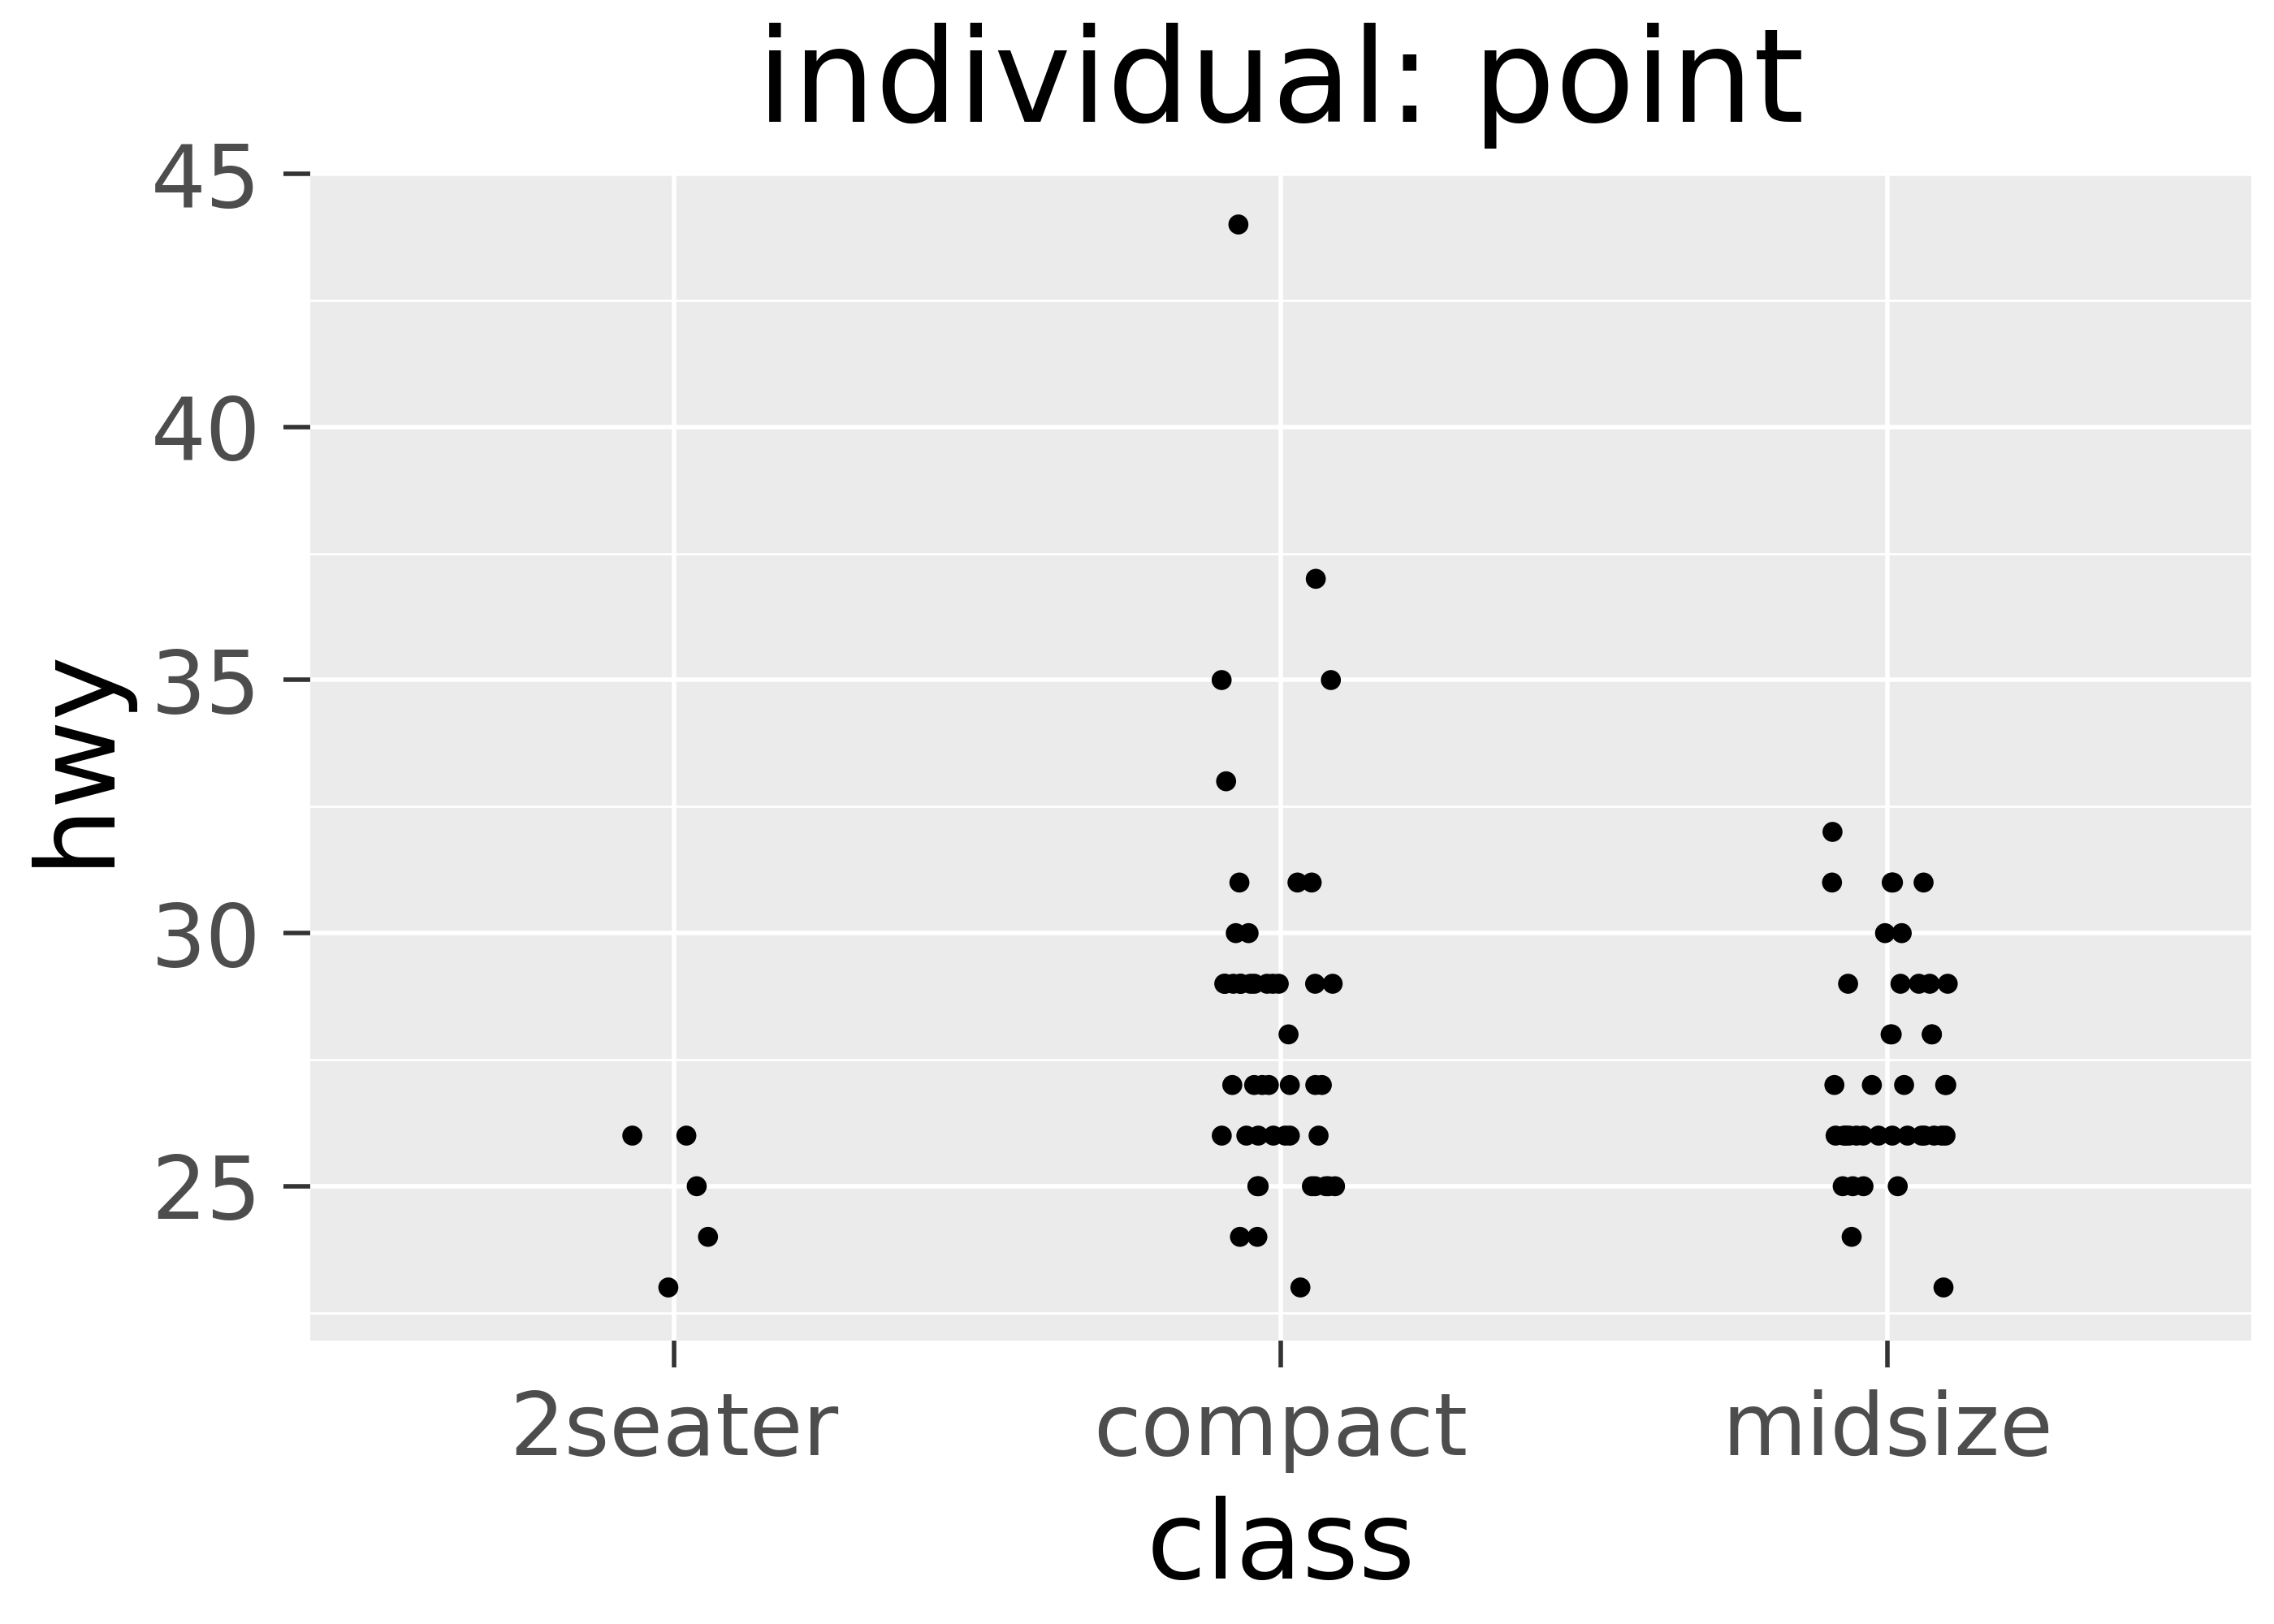 individual: point
45
40
35
30
25
hwy
2seater compact midsize
class